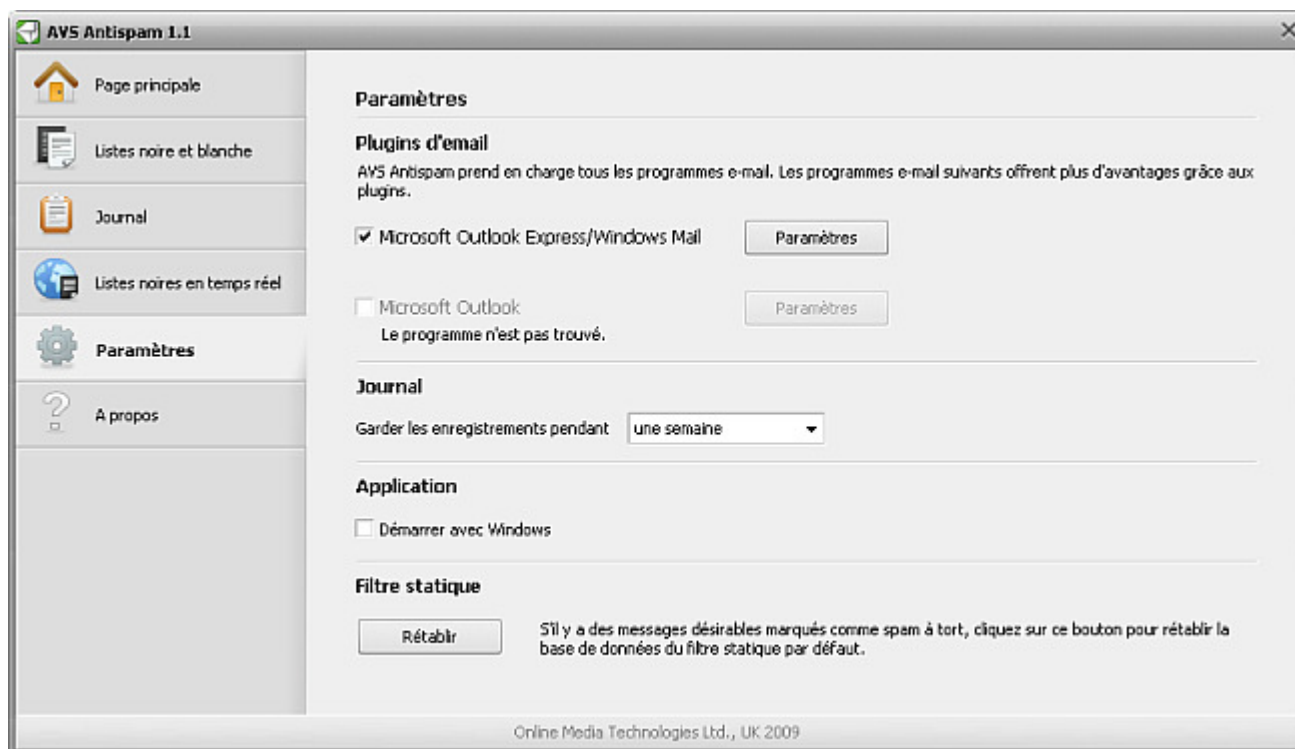 AVS Antispam 1.1
Page principale
Listes noire et blanche
Journal
Listes noires en temps réel
Paramètres
A propos
Paramètres
Plugins d'email
AVS Antispam prend en charge tous les programmes e-mail. Les programmes e-mail suivants offrent plus d'avantages grâce aux
plugins.
Microsoft Outlook Express/Windows Mail
Paramètres
Microsoft Outlook
Paramètres
Le programme n'est pas trouvé.
Journal
Garder les enregistrements pendant
une semaine
Application
Démarrer avec Windows
Filtre statique
Rétablir
S'il y a des messages désirables marqués comme spam à tort, cliquez sur ce bouton pour rétablir la
base de données du filtre statique par défaut.
Online Media Technologies Ltd., UK 2009